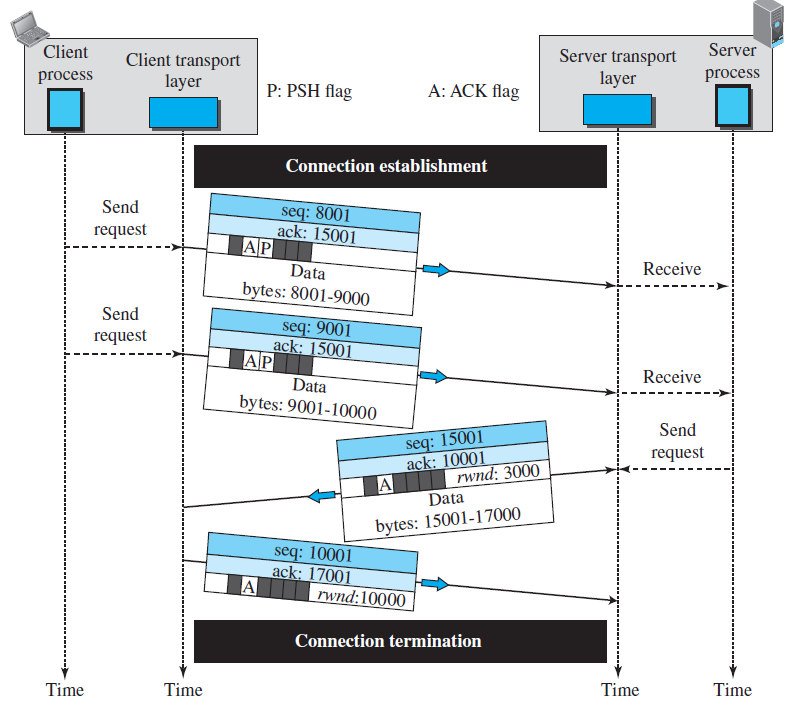 Client
process
Client transport
layer
P: PSH flag
A: ACK flag
Server transport
layer
Server
process
Connection establishment
Send
request
seq: 8001
ack: 15001
A P
Data
bytes: 8001-9000
Receive
Send
request
seq: 9001
ack: 15001
A P
Data
bytes: 9001-10000
Receive
Send
request
seq: 15001
ack: 10001
A
rwnd: 3000
Data
bytes: 15001-17000
seq: 10001
ack: 17001
A
rwnd:10000
Connection termination
Time
Time
Time
Time